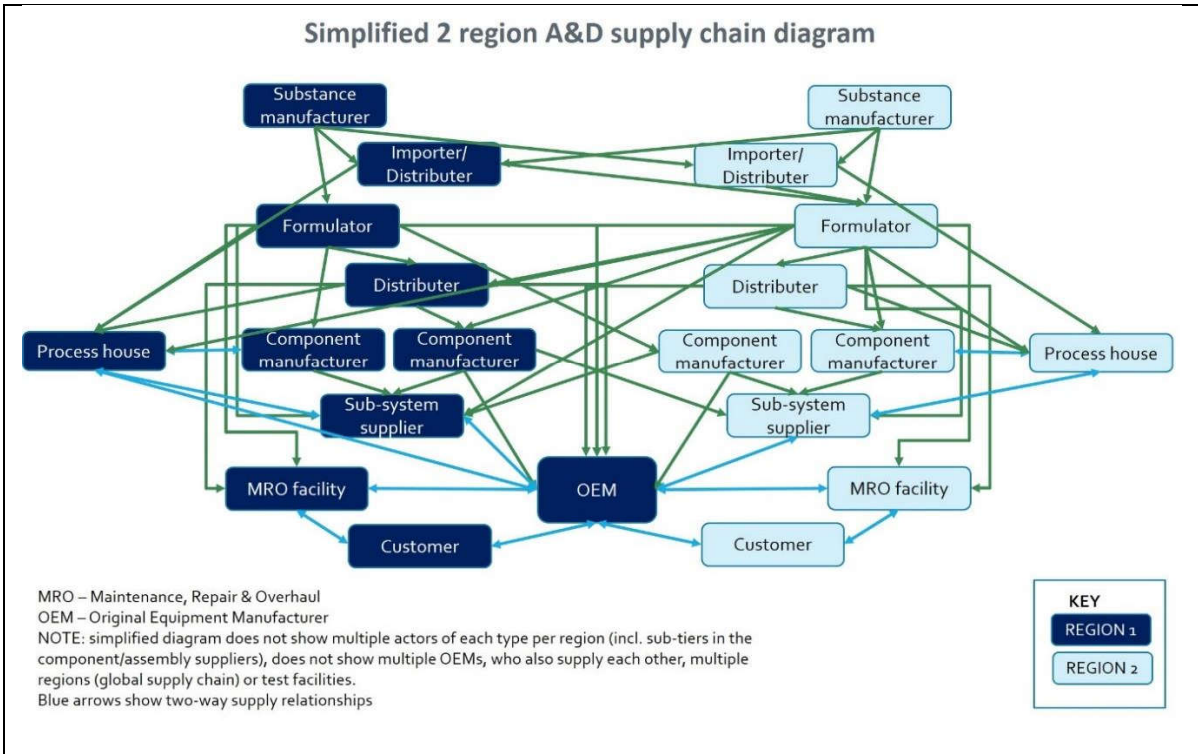 Simplified 2 region A&D supply chain diagram
Substance
manufacturer
Substance
manufacturer
Importer/
Distributer
Importer/
Distributer
Formulator
Formulator
Distributer
Distributer
Process house
Component
manufacturer
Component
manufacturer
Component
manufacturer
Component
manufacturer
Process house
Sub-system
supplier
Sub-system
supplier
MRO facility
OEM
MRO facility
Customer
Customer
MRO – Maintenance, Repair & Overhaul
OEM – Original Equipment Manufacturer
NOTE: simplified diagram does not show multiple actors of each type per region (incl. sub-tiers in the
component/assembly suppliers), does not show multiple OEMs, who also supply each other, multiple
regions (global supply chain) or test facilities.
Blue arrows show two-way supply relationships
KEY
REGION 1
REGION 2